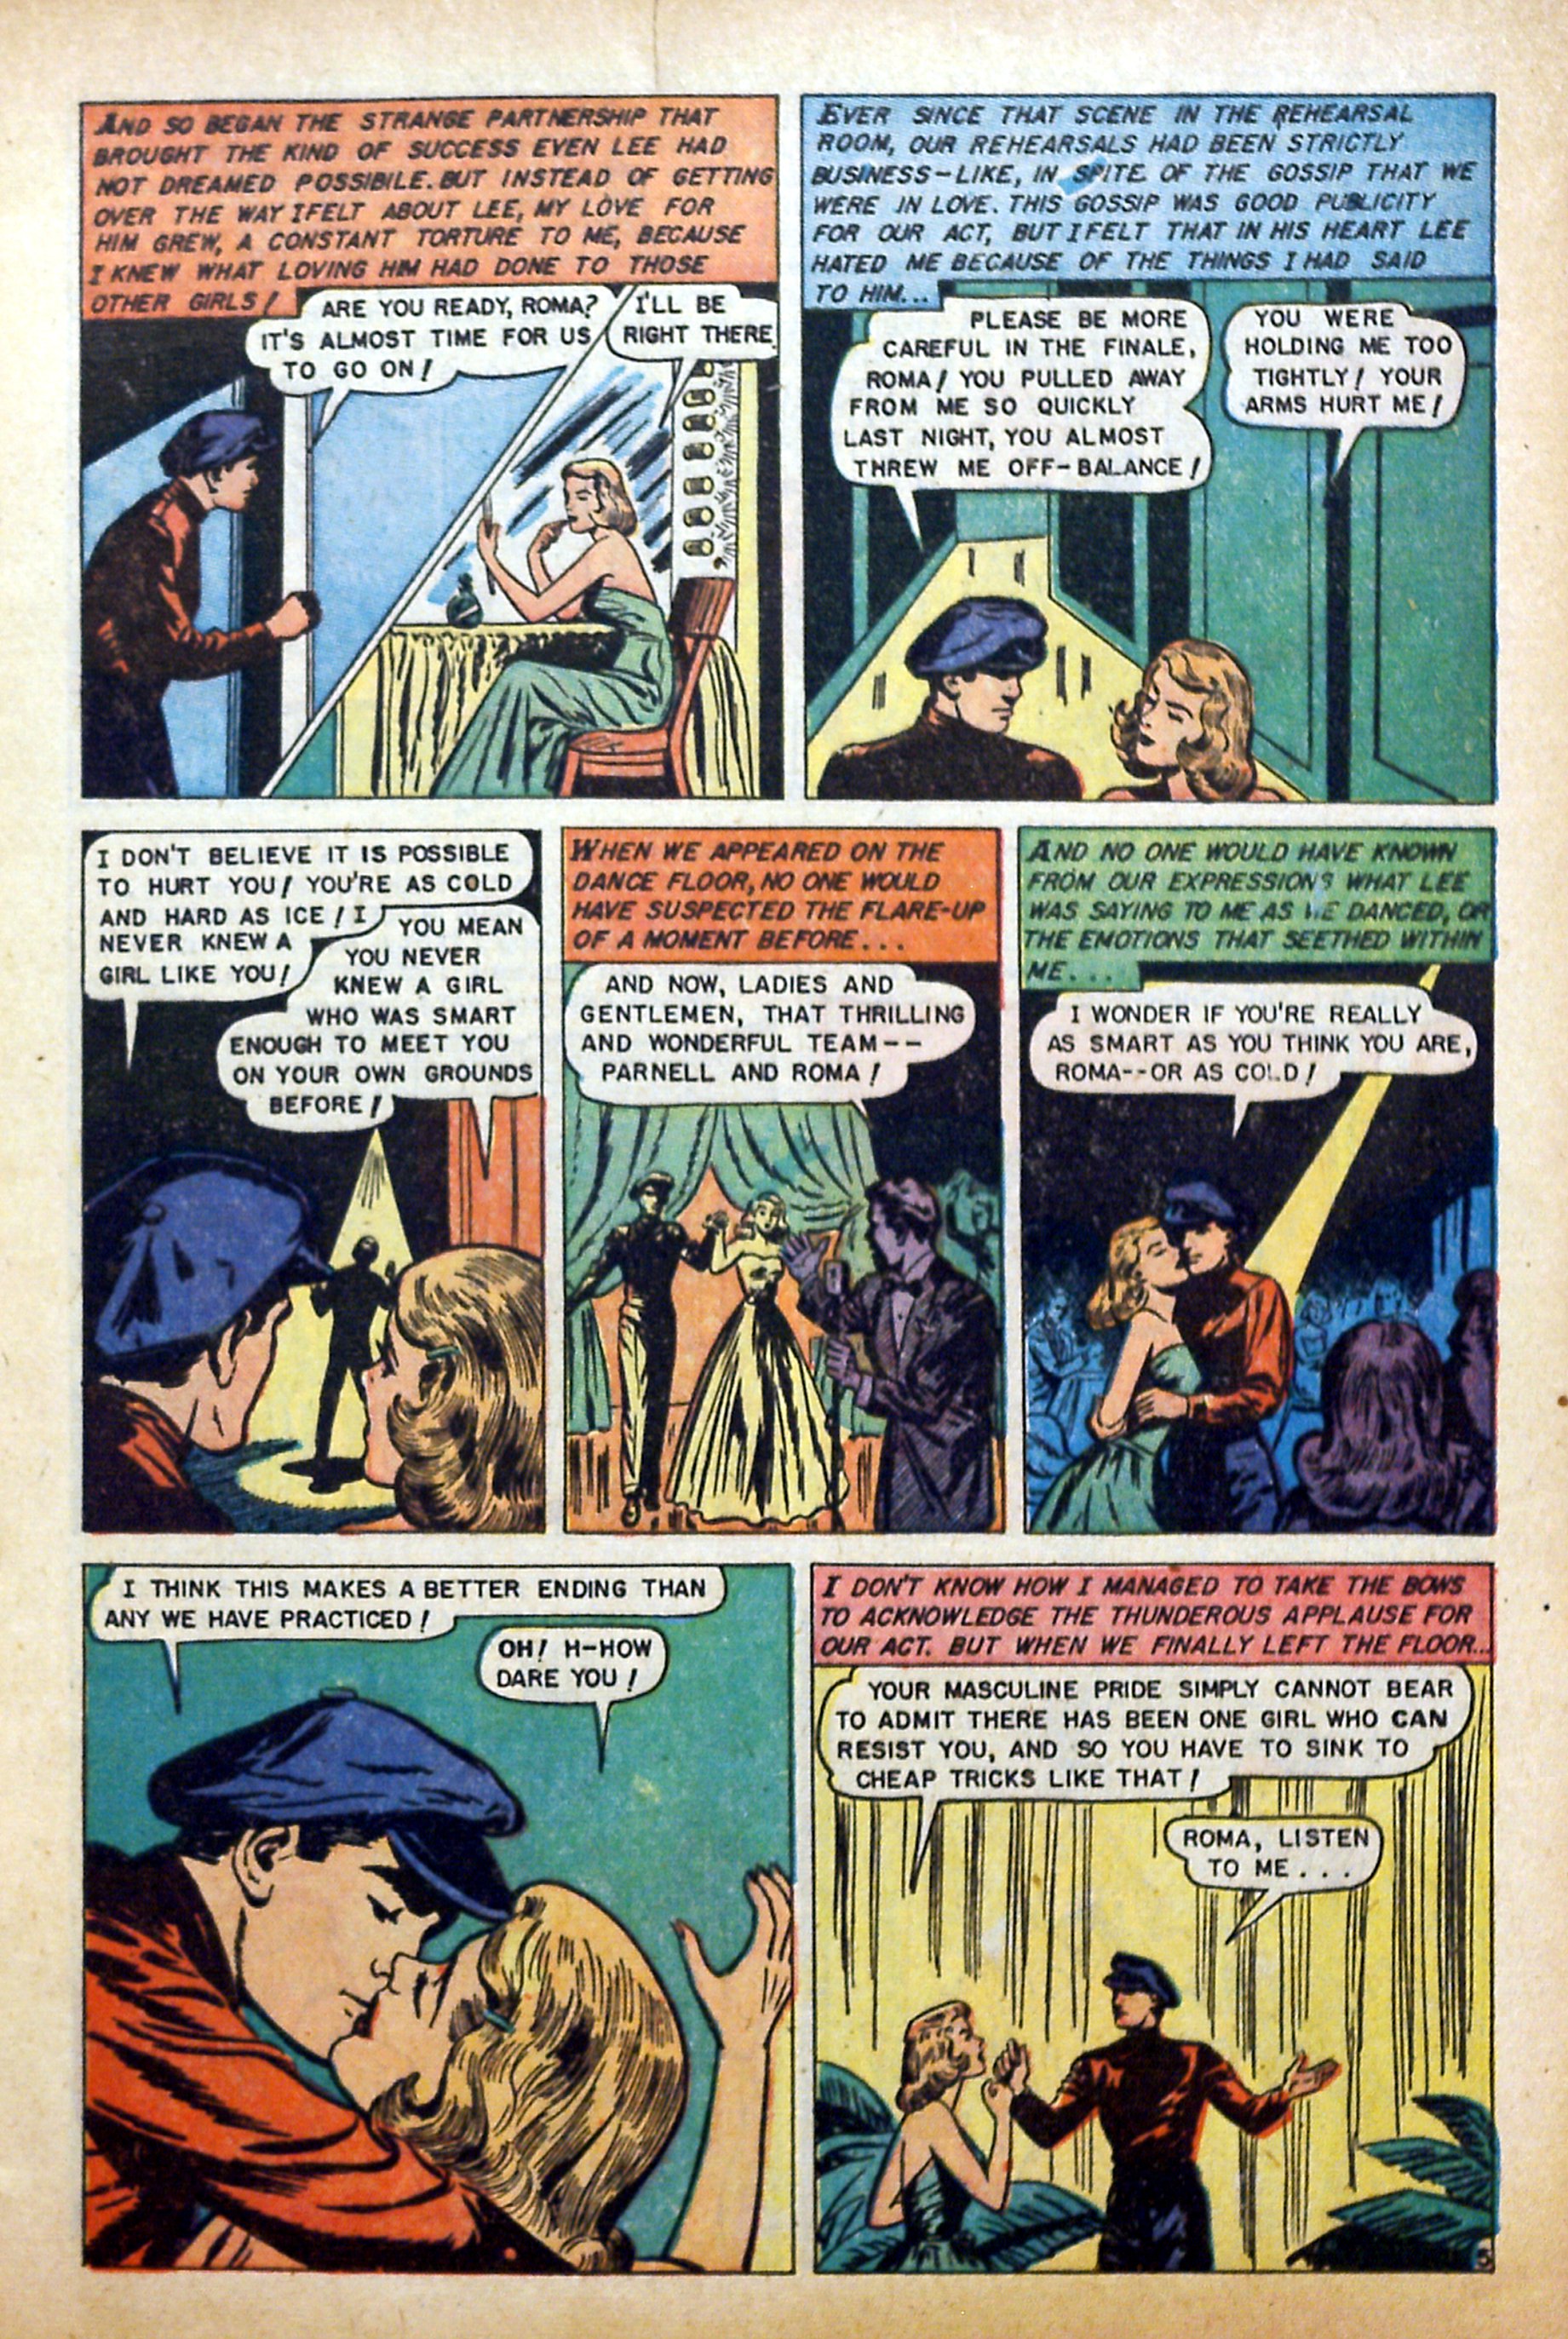 AND SO BEGAN THE STRANGE PARTNERSHIP THAT
BROUGHT THE KIND OF SUCCESS EVEN LEE HAD
NOT DREAMED POSSIBILE. BUT INSTEAD OF GETTING
OVER THE WAY I FELT ABOUT LEE, MY LOVE FOR
HIM GREW, A CONSTANT TORTURE TO ME, BECAUSE
I KNEW WHAT LOVING HIM HAD DONE TO THOSE
OTHER GIRLS!
ARE YOU READY, ROMA?
IT'S ALMOST TIME FOR US
TO GO ON!
I'LL BE
RIGHT THERE.
EVER SINCE THAT SCENE IN THE REHEARSAL
ROOM, OUR REHEARSALS HAD BEEN STRICTLY
BUSINESS-LIKE, IN SPITE OF THE GOSSIP THAT WE
WERE IN LOVE. THIS GOSSIP WAS GOOD PUBLICITY
FOR OUR ACT, BUT I FELT THAT IN HIS HEART LEE
HATED ME BECAUSE OF THE THINGS I HAD SAID
TO HIM...
PLEASE BE MORE
CAREFUL IN THE FINALE,
ROMA! YOU PULLED AWAY
FROM ME SO QUICKLY
LAST NIGHT, YOU ALMOST
THREW ME OFF-BALANCE!
YOU WERE
HOLDING ME TOO
TIGHTLY! YOUR
ARMS HURT ME!
I DON'T BELIEVE IT IS POSSIBLE
TO HURT YOU! YOU'RE AS COLD
AND HARD AS ICE! I
NEVER KNEW A
GIRL LIKE YOU!
YOU MEAN
YOU NEVER
KNEW A GIRL
WHO WAS SMART
ENOUGH TO MEET YOU
ON YOUR OWN GROUNDS
BEFORE!
WHEN WE APPEARED ON THE
DANCE FLOOR, NO ONE WOULD
HAVE SUSPECTED THE FLARE-UP
OF A MOMENT BEFORE...
AND NOW, LADIES AND
GENTLEMEN, THAT THRILLING
AND WONDERFUL TEAM--
PARNELL AND ROMA!
AND NO ONE WOULD HAVE KNOWN
FROM OUR EXPRESSIONS WHAT LEE
WAS SAYING TO ME AS WE DANCED, OR
THE EMOTIONS THAT SEETHED WITHIN
ME...
I WONDER IF YOU'RE REALLY
AS SMART AS YOU THINK YOU ARE,
ROMA--OR AS COLD!
I THINK THIS MAKES A BETTER ENDING THAN
ANY WE HAVE PRACTICED!
OH! H-HOW
DARE YOU!
I DON'T KNOW HOW I MANAGED TO TAKE THE BOWS
TO ACKNOWLEDGE THE THUNDEROUS APPLAUSE FOR
OUR ACT. BUT WHEN WE FINALLY LEFT THE FLOOR...
YOUR MASCULINE PRIDE SIMPLY CANNOT BEAR
TO ADMIT THERE HAS BEEN ONE GIRL WHO CAN
RESIST YOU, AND SO YOU HAVE TO SINK TO
CHEAP TRICKS LIKE THAT!
ROMA, LISTEN
TO ME...
5